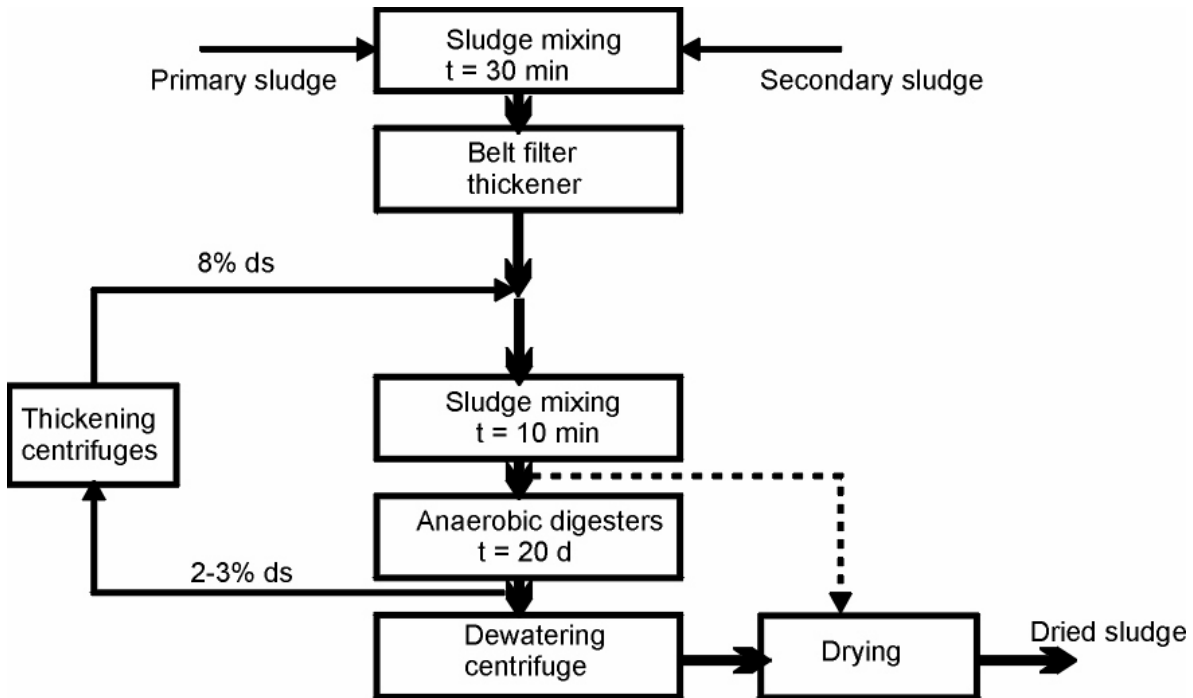 Sludge mixing
t = 30 min
Primary sludge
Secondary sludge
Belt filter
thickener
8% ds
Sludge mixing
t = 10 min
Thickening
centrifuges
Anaerobic digesters
t = 20 d
2-3% ds
Dewatering
centrifuge
Drying
Dried sludge